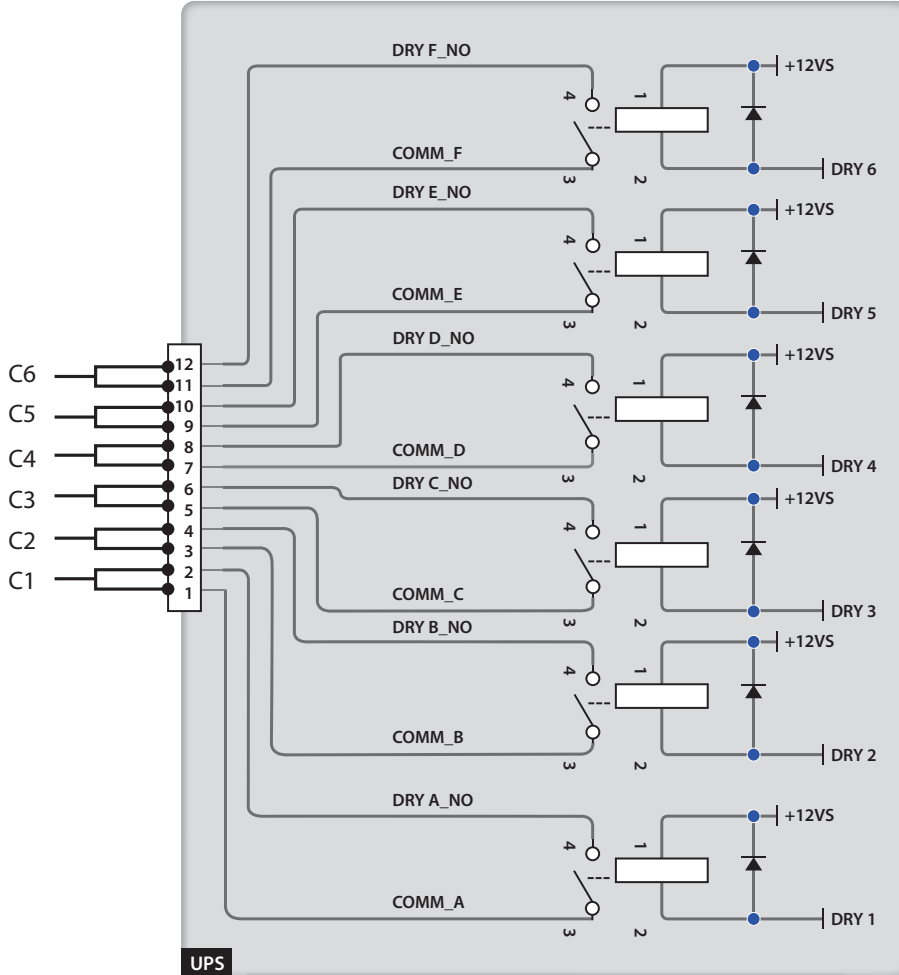 DRY F_NO
+12VS
4
1
COMM_F
3
2
DRY 6
DRY E_NO
+12VS
4
1
COMM_E
3
2
DRY 5
DRY D_NO
+12VS
4
1
COMM_D
3
2
DRY 4
DRY C_NO
+12VS
4
1
COMM_C
3
2
DRY 3
DRY B_NO
+12VS
4
1
COMM_B
3
2
DRY 2
DRY A_NO
+12VS
4
1
COMM_A
3
2
DRY 1
C6
12
11
C5
10
9
C4
8
7
C3
6
5
C2
4
3
C1
2
1
UPS